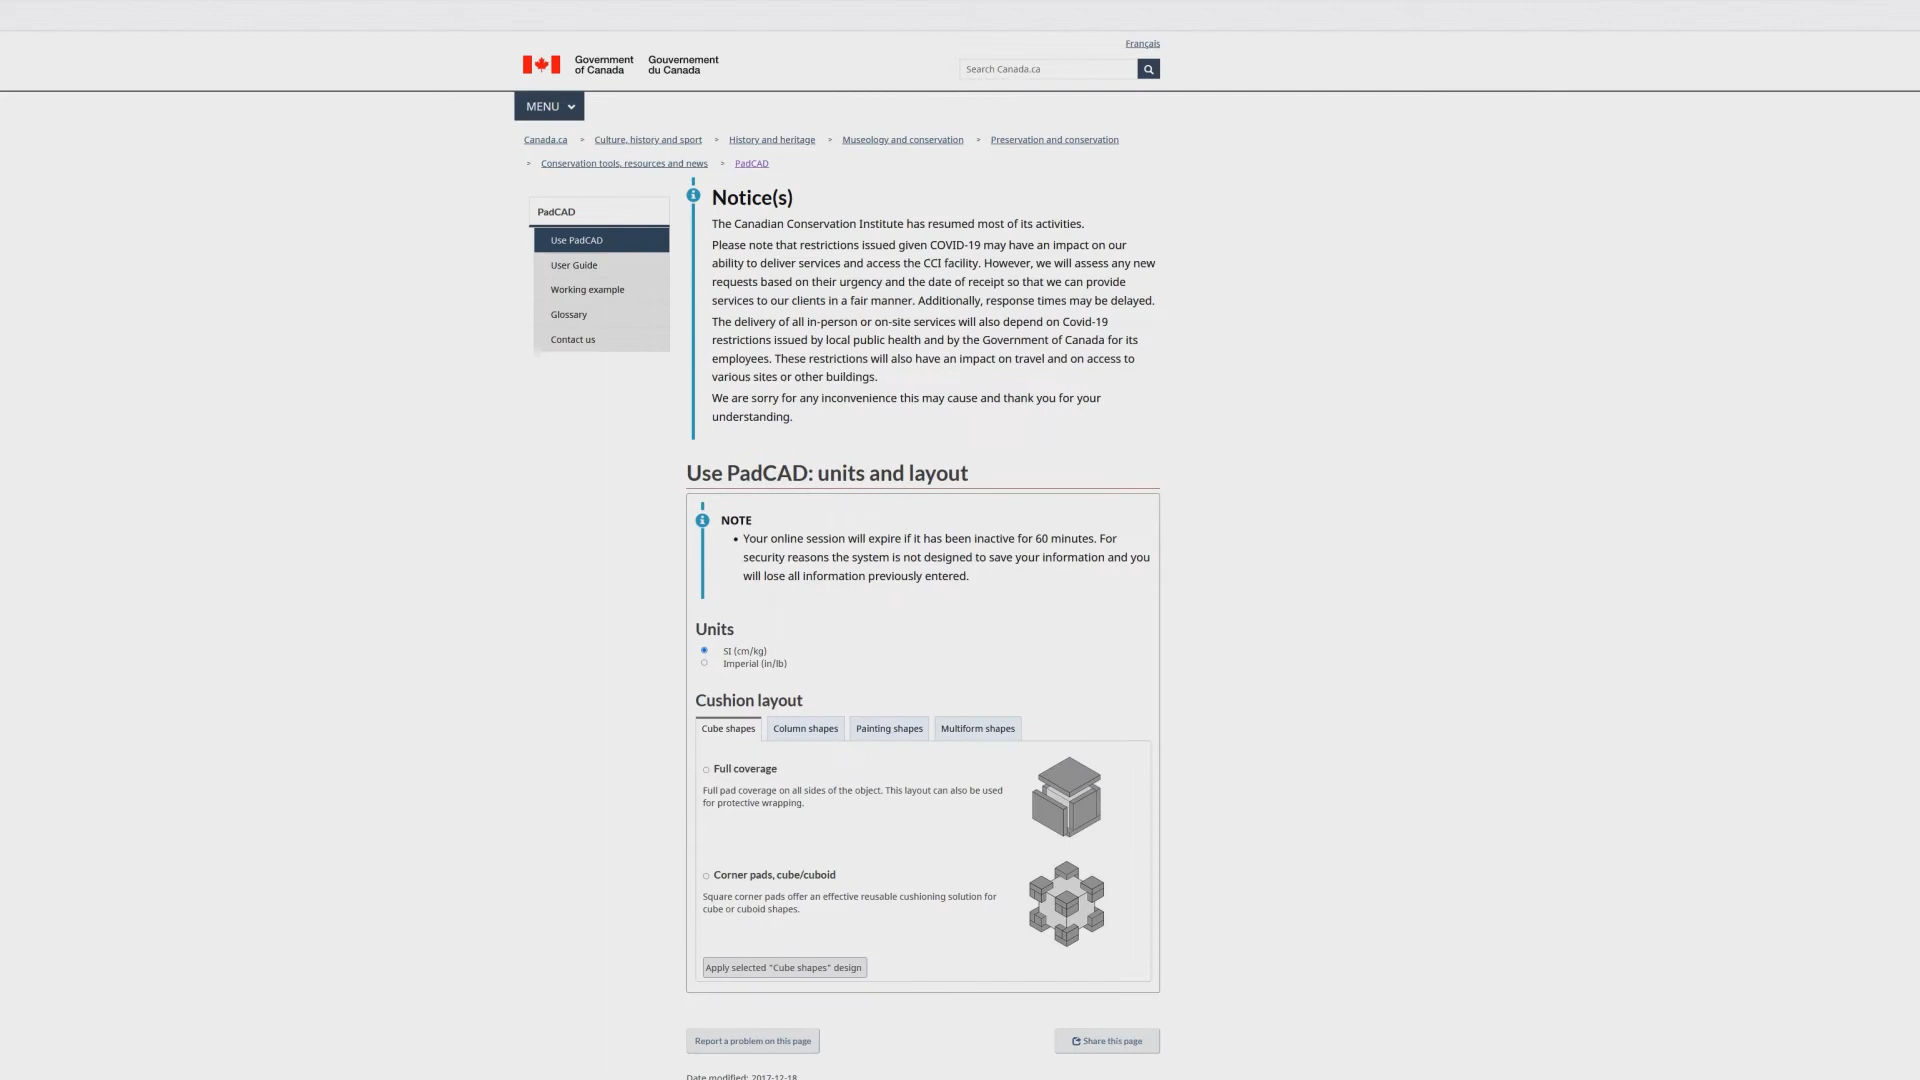 Français
Government of Canada
Gouvernement du Canada
Search Canada.ca
MENU
Canada.ca > Culture, history and sport > History and heritage > Museology and conservation > Preservation and conservation
> Conservation tools, resources and news > PadCAD
PadCAD
Use PadCAD
User Guide
Working example
Glossary
Contact us
Notice(s)
The Canadian Conservation Institute has resumed most of its activities.
Please note that restrictions issued given COVID-19 may have an impact on our
ability to deliver services and access the CCI facility. However, we will assess any new
requests based on their urgency and the date of receipt so that we can provide
services to our clients in a fair manner. Additionally, response times may be delayed.
The delivery of all in-person or on-site services will also depend on Covid-19
restrictions issued by local public health and by the Government of Canada for its
employees. These restrictions will also have an impact on travel and on access to
various sites or other buildings.
We are sorry for any inconvenience this may cause and thank you for your
understanding.
Use PadCAD: units and layout
NOTE
• Your online session will expire if it has been inactive for 60 minutes. For
security reasons the system is not designed to save your information and you
will lose all information previously entered.
Units
SI (cm/kg)
Imperial (in/lb)
Cushion layout
Cube shapes Column shapes Painting shapes Multiform shapes
Full coverage
Full pad coverage on all sides of the object. This layout can also be used
for protective wrapping.
Corner pads, cube/cuboid
Square corner pads offer an effective reusable cushioning solution for
cube or cuboid shapes.
Apply selected "Cube shapes" design
Report a problem on this page
Share this page
Date modified: 2017-12-18